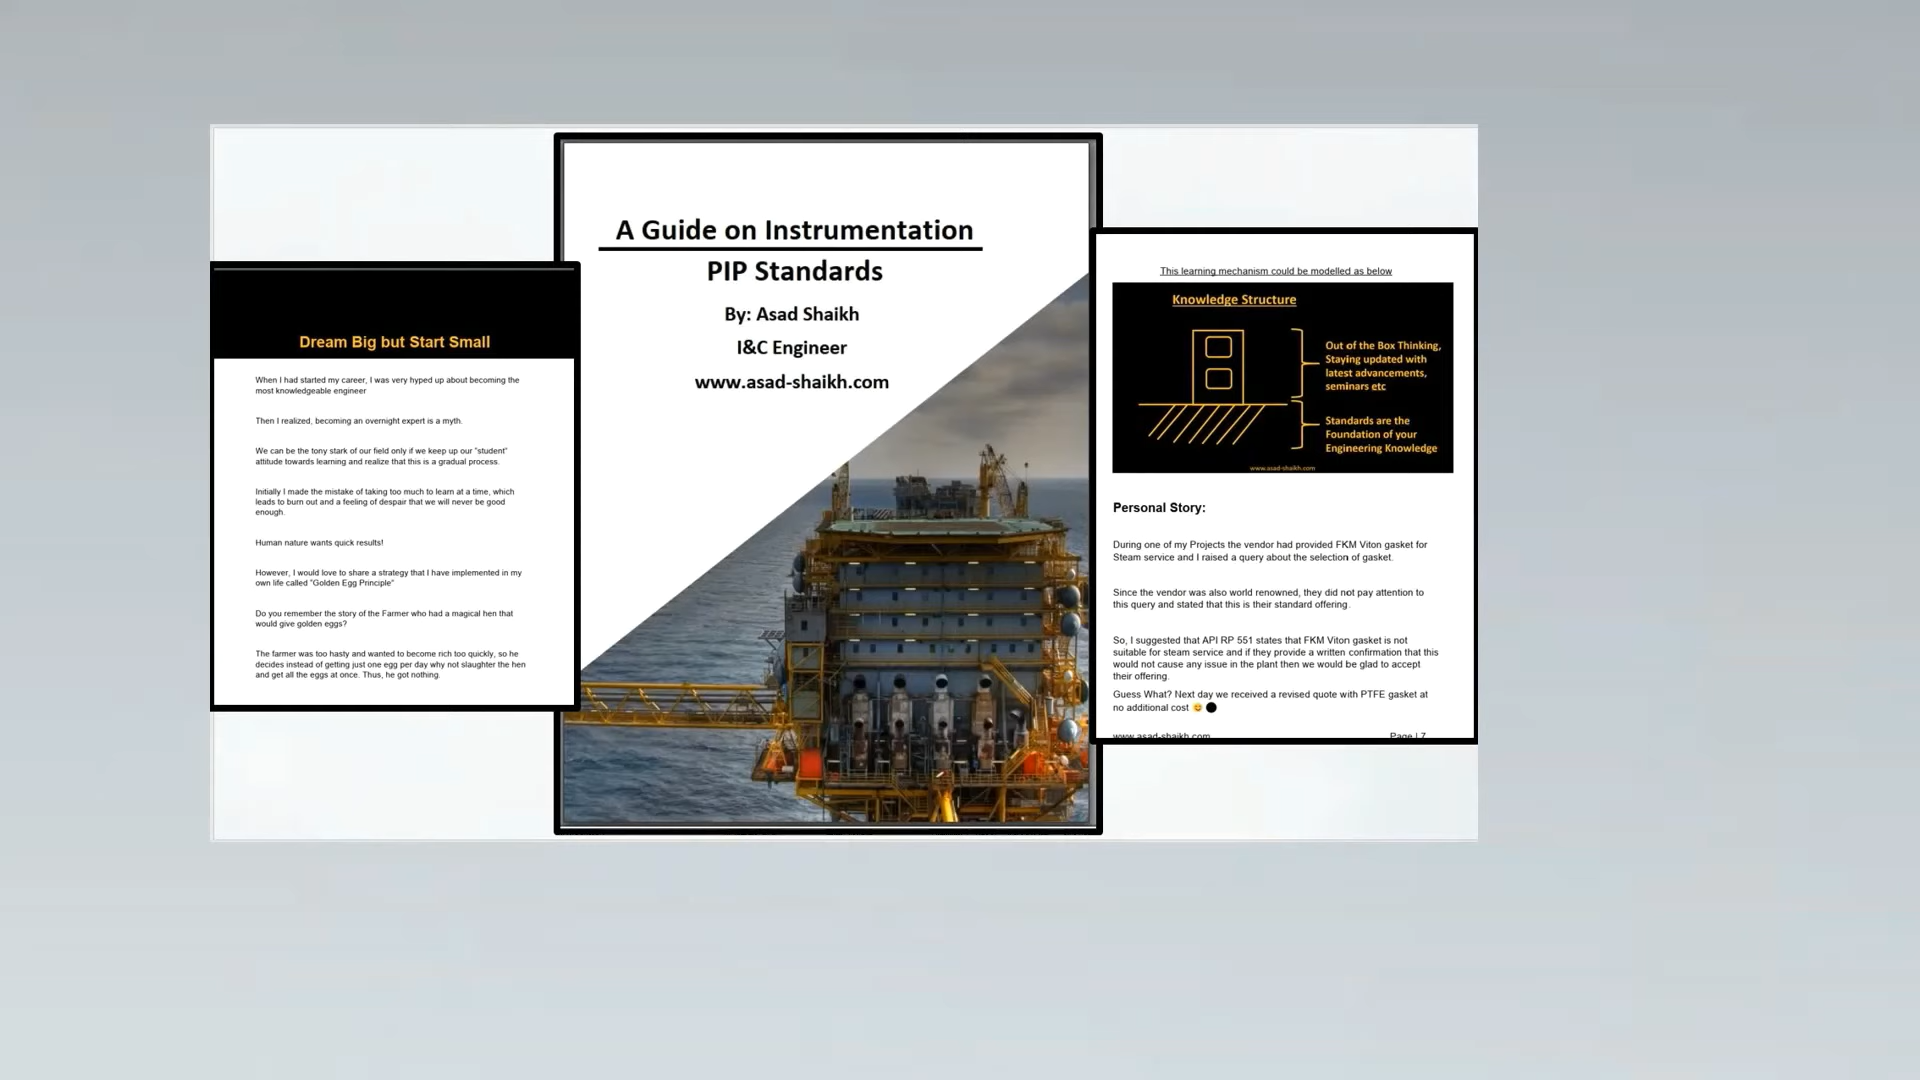 Dream Big but Start Small
When I had started my career, I was very hyped up about becoming the
most knowledgeable engineer
Then I realized, becoming an overnight expert is a myth.
We can be the tony stark of our field only if we keep up our "student"
attitude towards learning and realize that this is a gradual process.
Initially I made the mistake of taking too much to learn at a time, which
leads to burn out and a feeling of despair that we will never be good
enough.
Human nature wants quick results!
However, I would love to share a strategy that I have implemented in my
own life called "Golden Egg Principle"
Do you remember the story of the Farmer who had a magical hen that
would give golden eggs?
The farmer was too hasty and wanted to become rich too quickly, so he
decides instead of getting just one egg per day why not slaughter the hen
and get all the eggs at once. Thus, he got nothing.
A Guide on Instrumentation
PIP Standards
By: Asad Shaikh
I&C Engineer
www.asad-shaikh.com
This learning mechanism could be modelled as below
Knowledge Structure
Out of the Box Thinking,
Staying updated with
latest advancements,
seminars etc
Standards are the
Foundation of your
Engineering Knowledge
www.asad-shaikh.com
Personal Story:
During one of my Projects the vendor had provided FKM Viton gasket for
Steam service and I raised a query about the selection of gasket.
Since the vendor was also world renowned, they did not pay attention to
this query and stated that this is their standard offering.
So, I suggested that API RP 551 states that FKM Viton gasket is not
suitable for steam service and if they provide a written confirmation that this
would not cause any issue in the plant then we would be glad to accept
their offering.
Guess What? Next day we received a revised quote with PTFE gasket at
no additional cost 😊 ⚫
www.asad-shaikh.com Page | 7